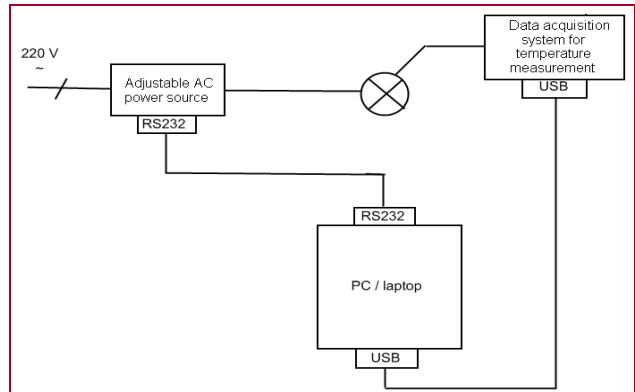 220 V
~
Adjustable AC
power source
RS232
Data acquisition
system for
temperature
measurement
USB
RS232
PC / laptop
USB